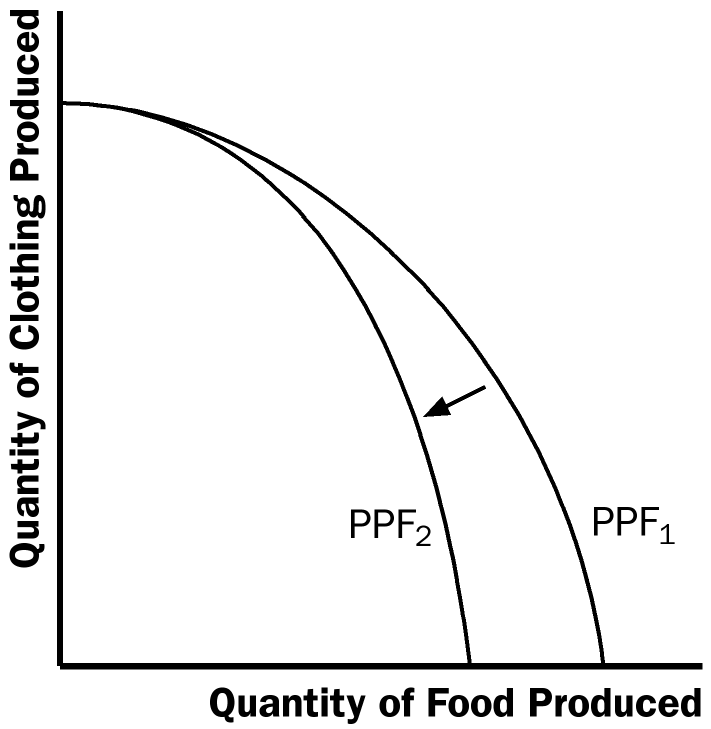 Quantity of Clothing Produced
PPF₂
PPF₁
Quantity of Food Produced